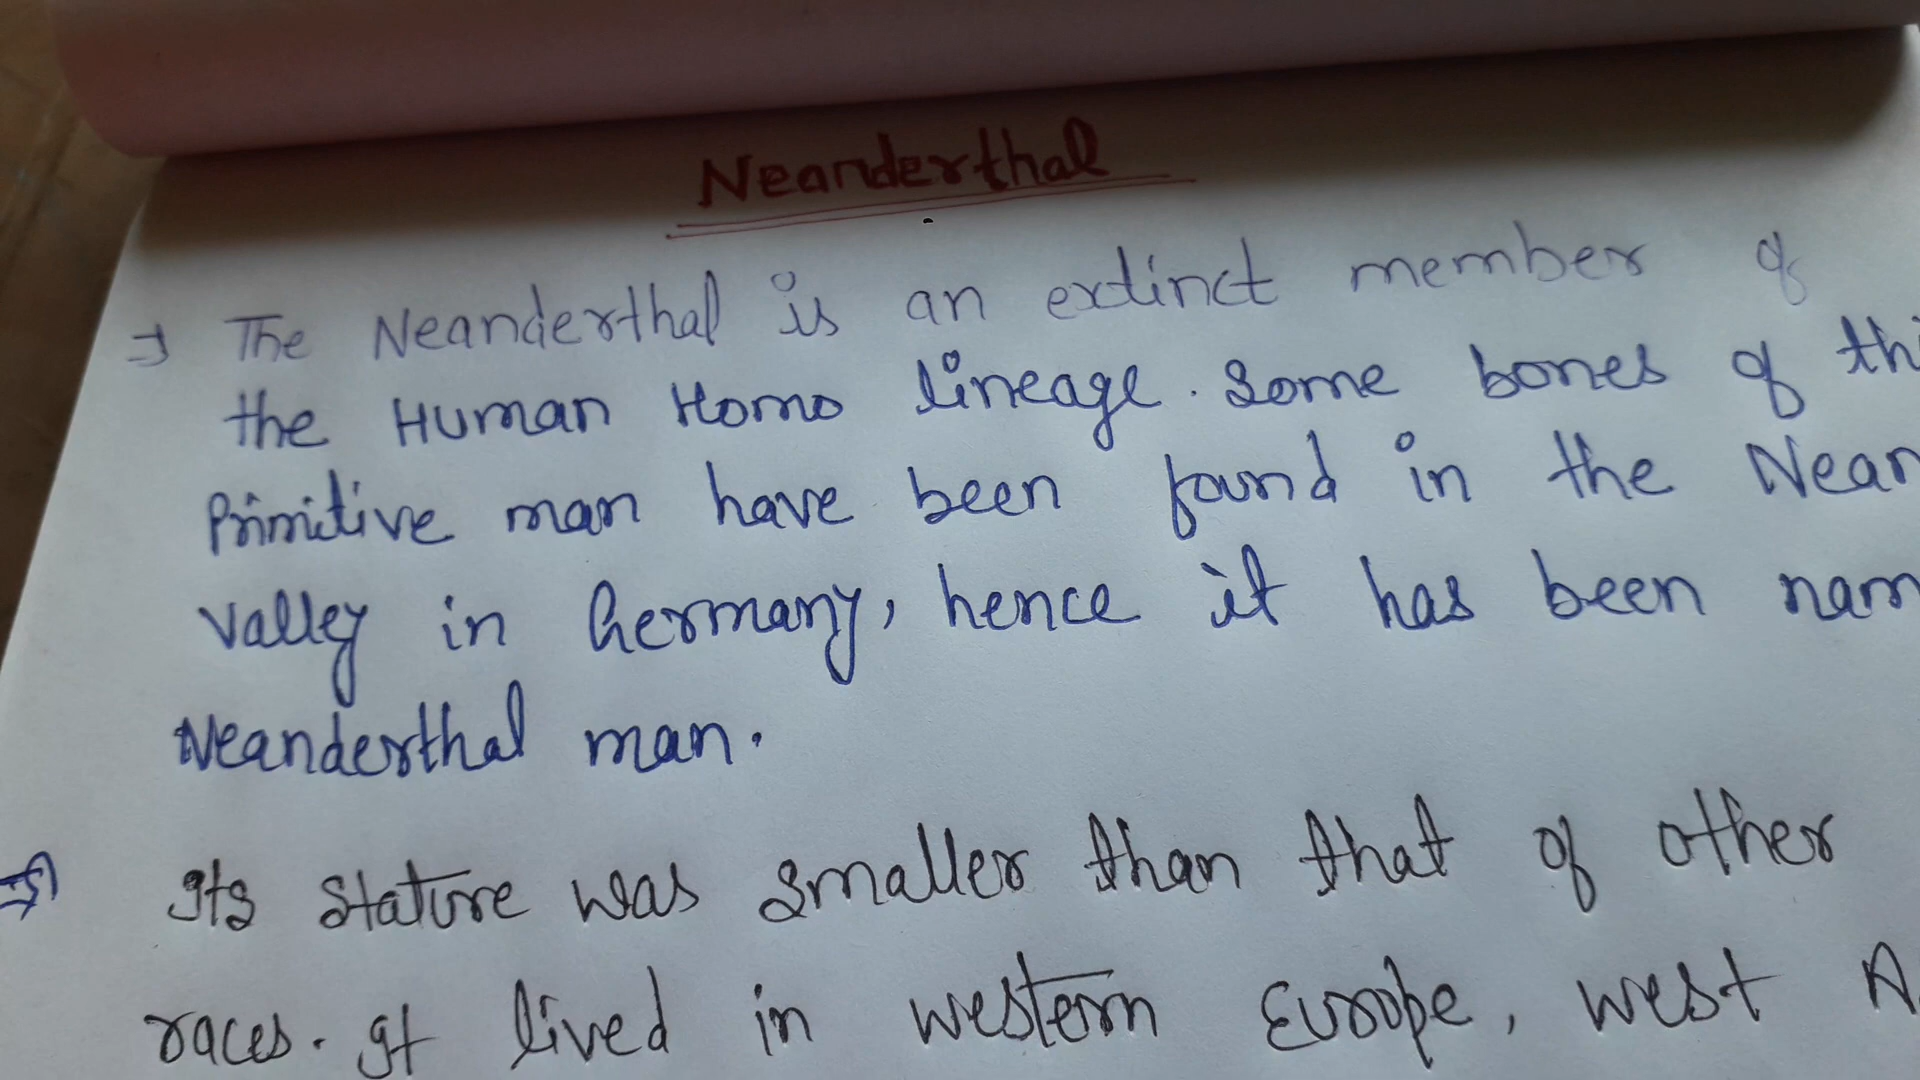 Neanderthal
⇒ The Neanderthal is an extinct member of
the Human Homo lineage. Some bones of thi
Primitive man have been found in the Nean
valley in Germany, hence it has been nam
Neanderthal man.
⇒ Its stature was smaller than that of other
races. It lived in western Europe, west A